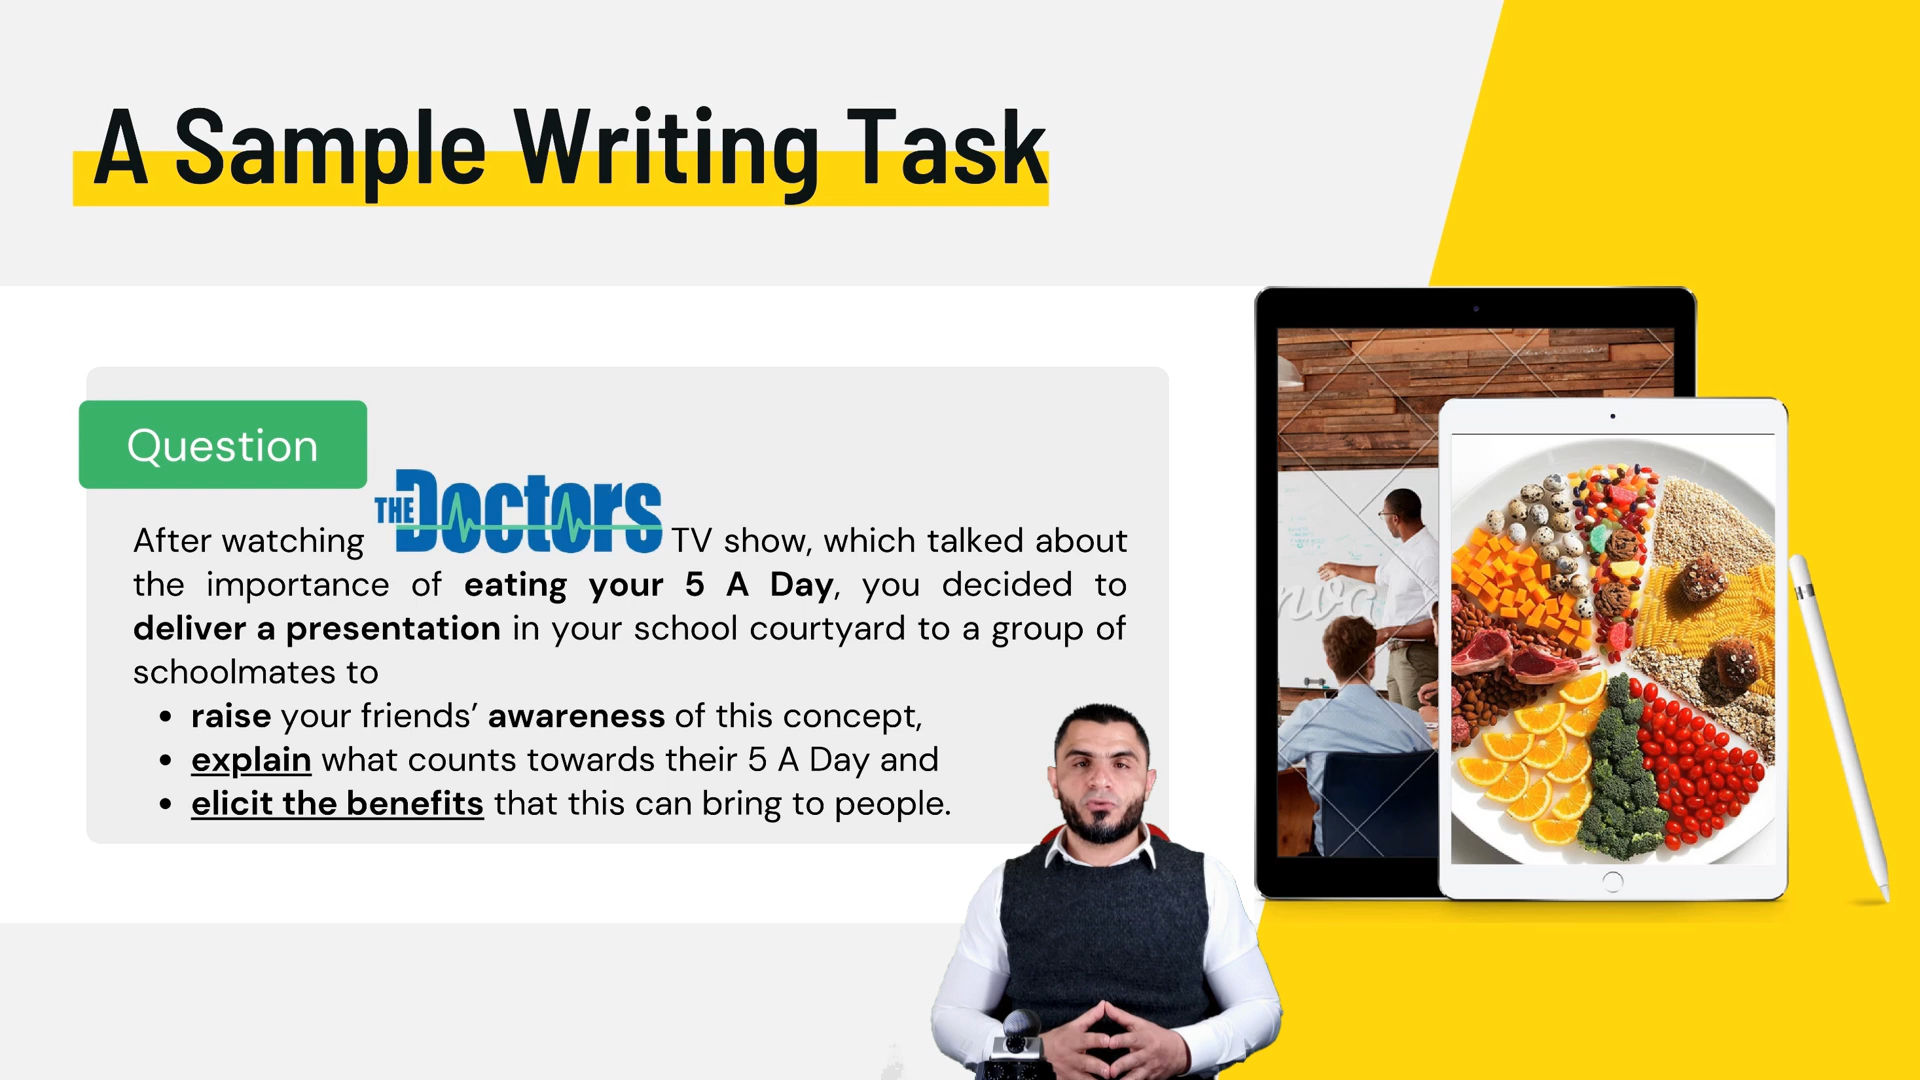 A Sample Writing Task
Question
After watching THE Doctors TV show, which talked about
the importance of eating your 5 A Day, you decided to
deliver a presentation in your school courtyard to a group of
schoolmates to
• raise your friends’ awareness of this concept,
• explain what counts towards their 5 A Day and
• elicit the benefits that this can bring to people.